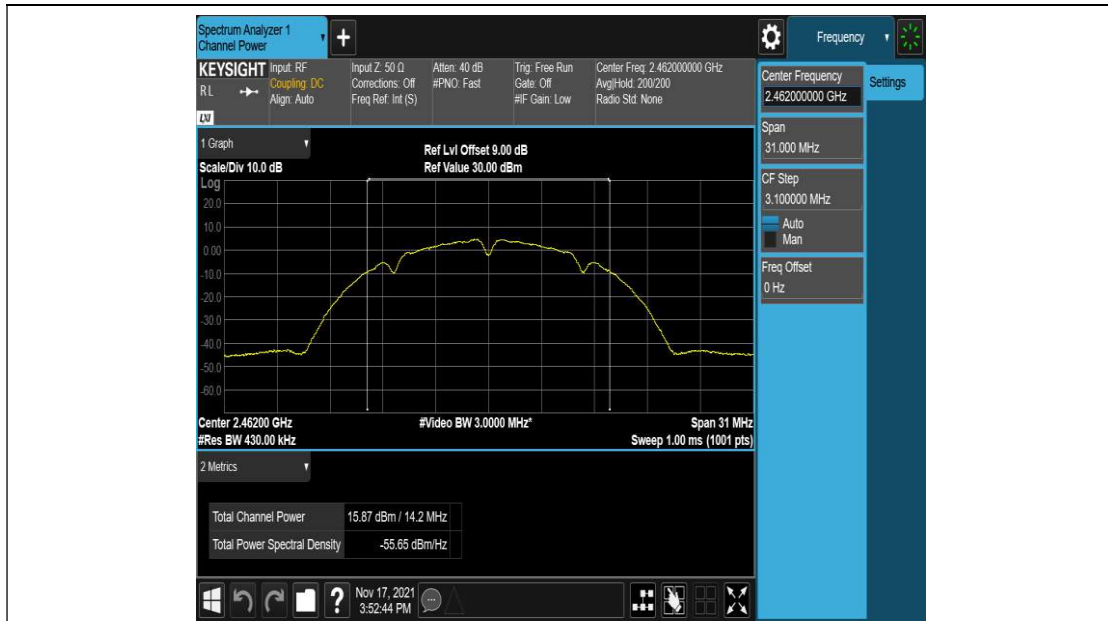 Spectrum Analyzer 1
Channel Power
Frequency
KEYSIGHT
RL
LXI
Input: RF
Coupling: DC
Align: Auto
Input Z: 50 Ω
Corrections: Off
Freq Ref: Int (S)
Atten: 40 dB
#PNO: Fast
Trig: Free Run
Gate: Off
#IF Gain: Low
Center Freq: 2.462000000 GHz
Avg|Hold: 200/200
Radio Std: None
Center Frequency
2.462000000 GHz
Settings
Span
31.000 MHz
CF Step
3.100000 MHz
Auto
Man
Freq Offset
0 Hz
1 Graph
Scale/Div 10.0 dB
Ref Lvl Offset 9.00 dB
Ref Value 30.00 dBm
Log
20.0
10.0
0.00
-10.0
-20.0
-30.0
-40.0
-50.0
-60.0
Center 2.46200 GHz
#Video BW 3.0000 MHz*
Span 31 MHz
#Res BW 430.00 kHz
Sweep 1.00 ms (1001 pts)
2 Metrics
Total Channel Power 15.87 dBm / 14.2 MHz
Total Power Spectral Density -55.65 dBm/Hz
?
Nov 17, 2021
3:52:44 PM